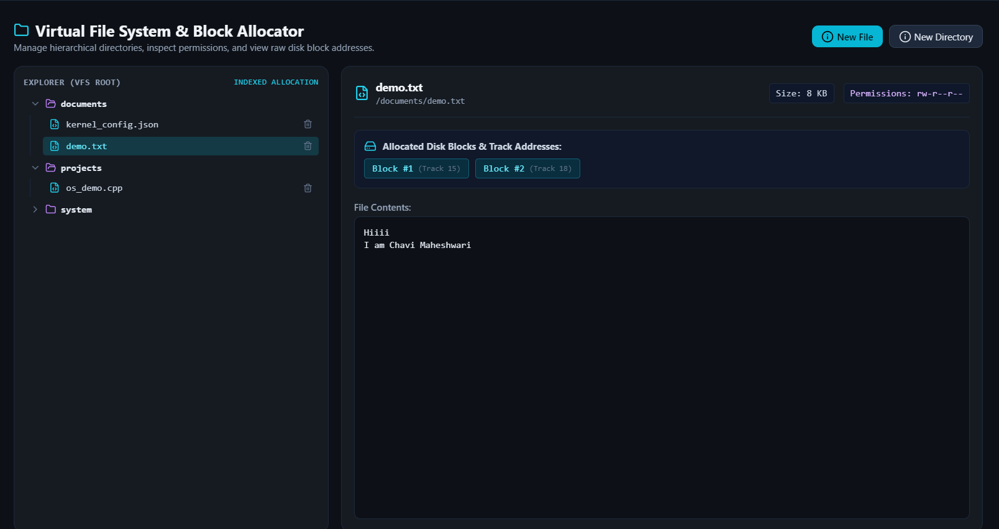 Virtual File System & Block Allocator
Manage hierarchical directories, inspect permissions, and view raw disk block addresses.
New File
New Directory
EXPLORER (VFS ROOT)
INDEXED ALLOCATION
documents
kernel_config.json
demo.txt
projects
os_demo.cpp
system
demo.txt
/documents/demo.txt
Size: 8 KB
Permissions: rw-r--r--
Allocated Disk Blocks & Track Addresses:
Block #1 (Track 15)
Block #2 (Track 18)
File Contents:
Hiiii
I am Chavi Maheshwari